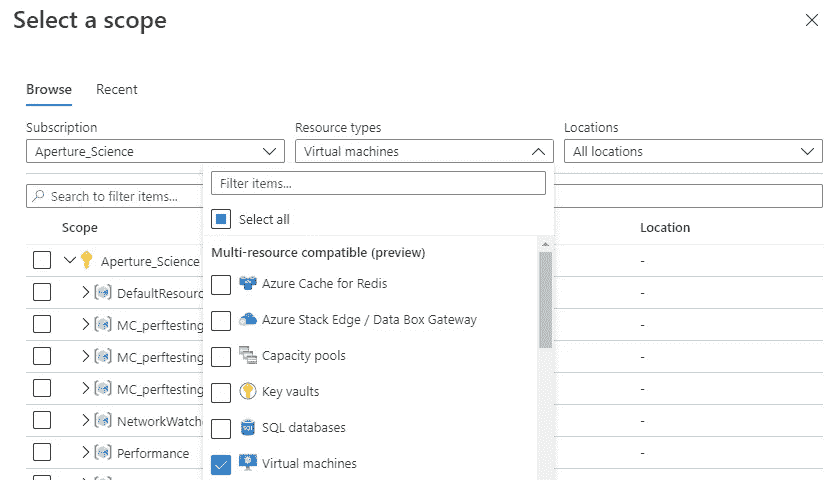 Select a scope
Browse Recent
Subscription Resource types Locations
Aperture_Science Virtual machines All locations
Filter items...
Search to filter items...
Select all
Scope Location
Multi-resource compatible (preview)
Aperture_Science -
Azure Cache for Redis
DefaultResourc -
Azure Stack Edge / Data Box Gateway
MC_perftesting -
Capacity pools
MC_perftesting -
Key vaults
MC_perftesting -
NetworkWatch -
SQL databases
Performance -
Virtual machines